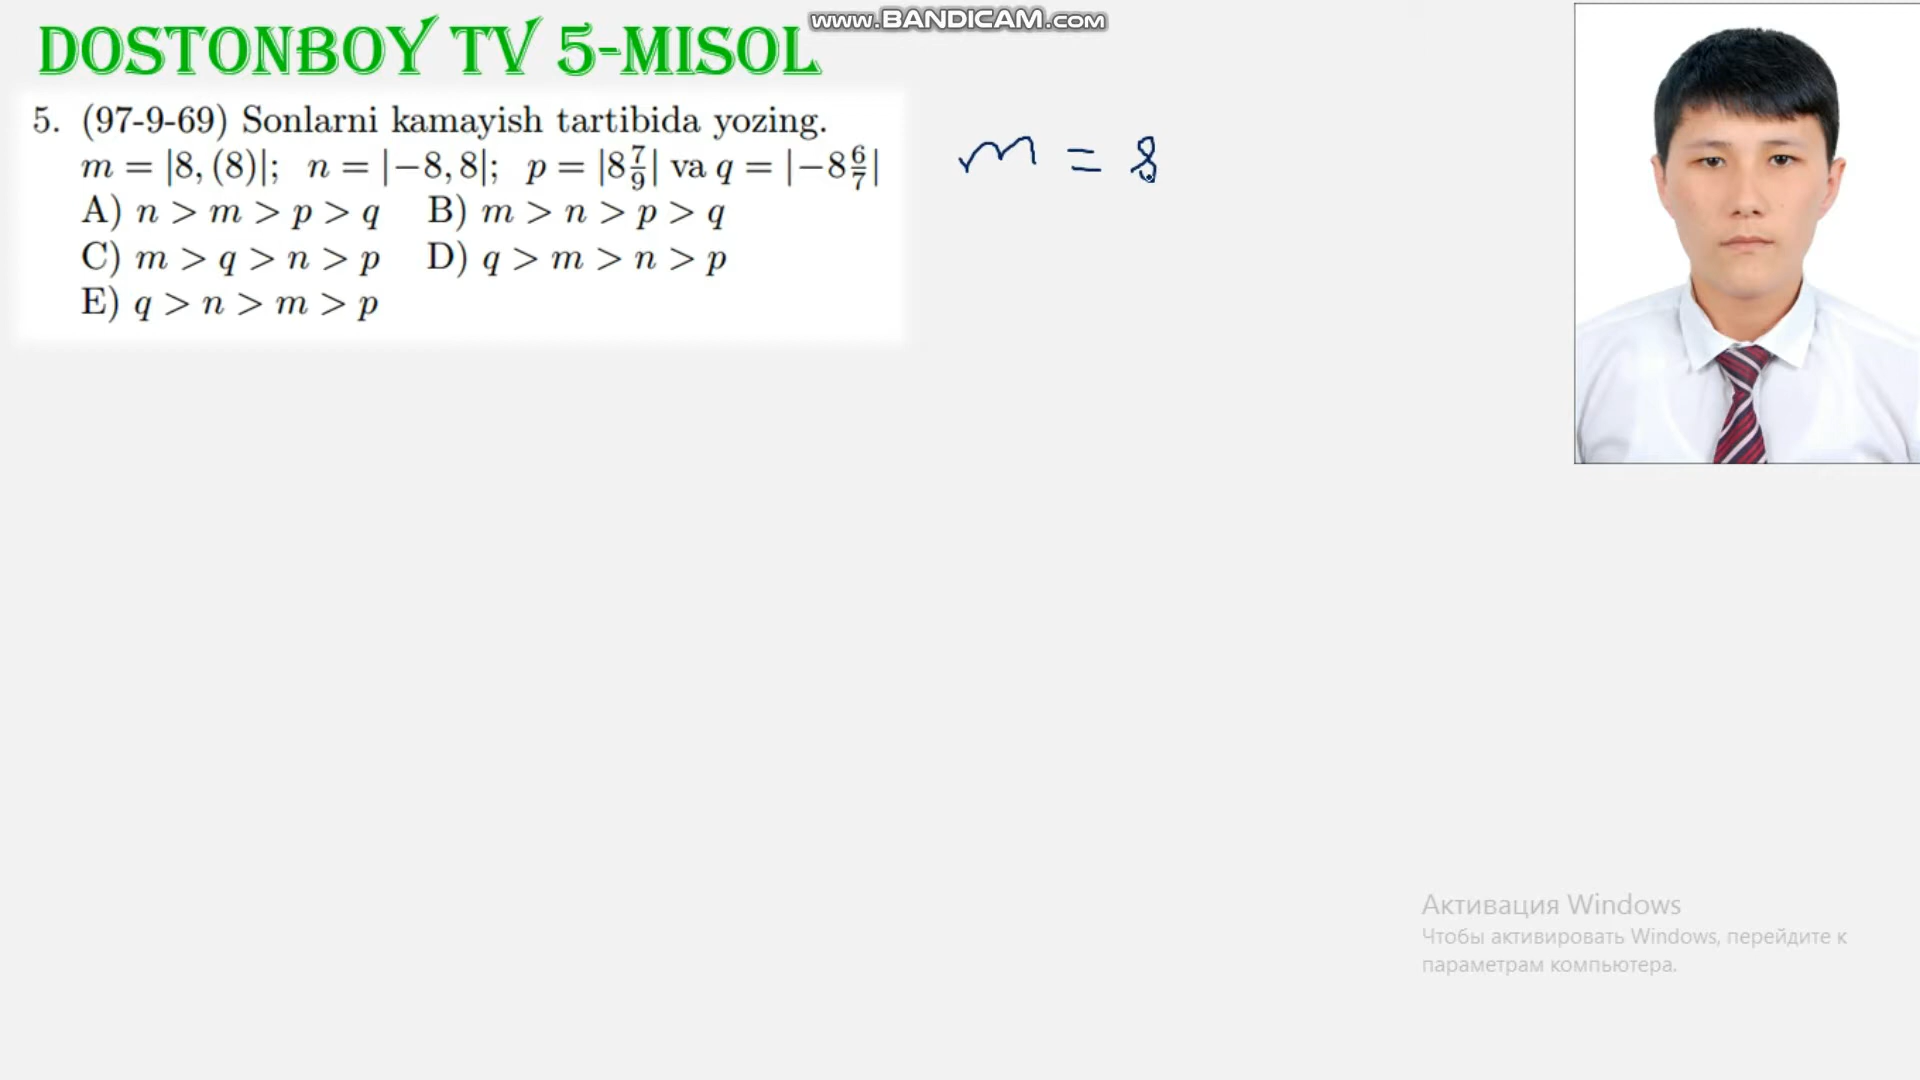 www.BANDICAM.com
DOSTONBOY TV 5-MISOL
5. (97-9-69) Sonlarni kamayish tartibida yozing.
m = |8, (8)|; n = |−8, 8|; p = |8 7/9| va q = |−8 6/7|
A) n > m > p > q B) m > n > p > q
C) m > q > n > p D) q > m > n > p
E) q > n > m > p
m = 8
Активация Windows
Чтобы активировать Windows, перейдите к
параметрам компьютера.